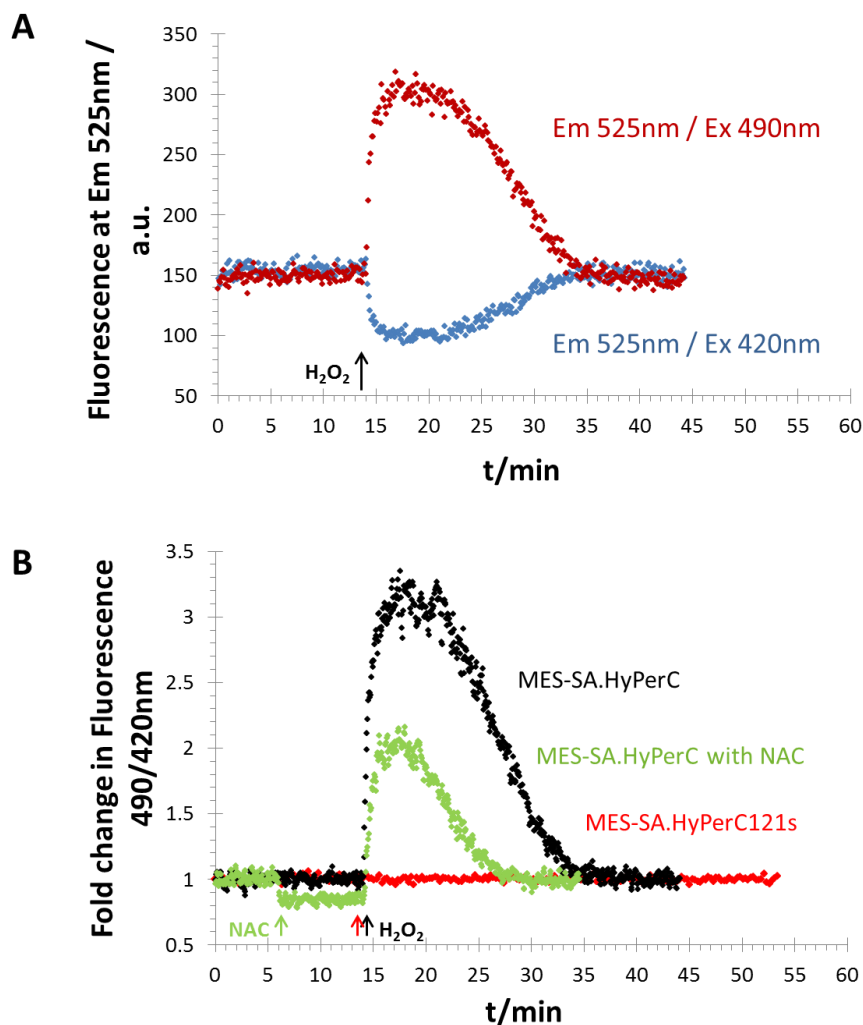 A
Fluorescence at Em 525nm /
a.u.
350
300
250
200
150
100
50
Em 525nm / Ex 490nm
Em 525nm / Ex 420nm
H₂O₂
0 5 10 15 20 25 30 35 40 45 50 55 60
t/min
B
Fold change in Fluorescence
490/420nm
3.5
3
2.5
2
1.5
1
0.5
MES-SA.HyPerC
MES-SA.HyPerC with NAC
MES-SA.HyPerC121s
NAC
H₂O₂
0 5 10 15 20 25 30 35 40 45 50 55 60
t/min